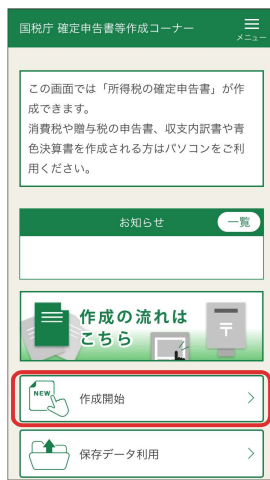 国税庁 確定申告書等作成コーナー
メニュー
この画面では「所得税の確定申告書」が作
成できます。
消費税や贈与税の申告書、収支内訳書や青
色決算書を作成される方はパソコンをご利
用ください。
お知らせ
一覧
作成の流れは
こちら
NEW
作成開始
保存データ利用